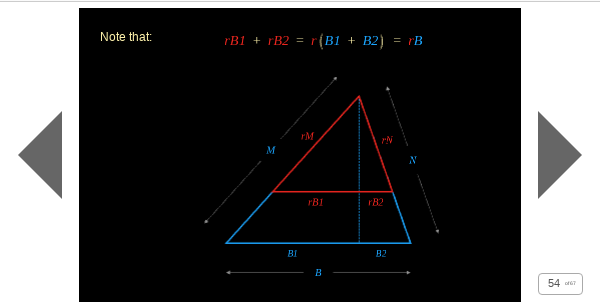 Note that:
rB1 + rB2 = r(B1 + B2) = rB
rM
M
rN
N
rB1
rB2
B1
B2
B
54 of 67